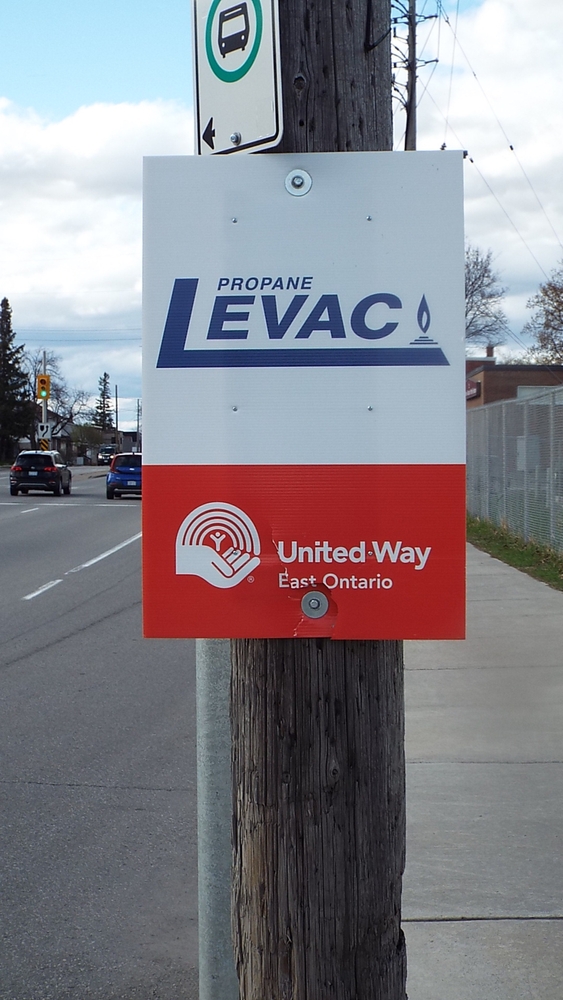 PROPANE
LEVAC
United Way
East Ontario
®